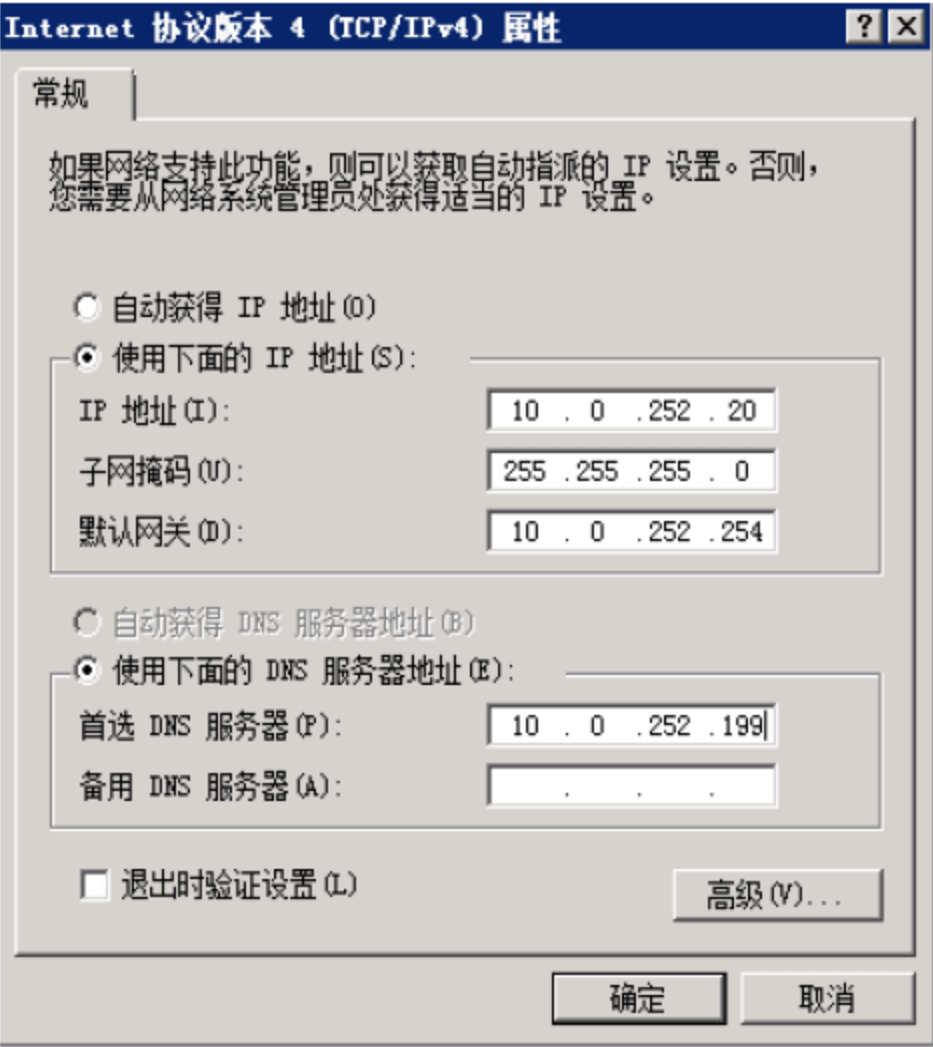 Internet 协议版本 4 (TCP/IPv4) 属性
常规
如果网络支持此功能，则可以获取自动指派的 IP 设置。否则，
您需要从网络系统管理员处获得适当的 IP 设置。
自动获得 IP 地址(O)
使用下面的 IP 地址(S):
IP 地址(I): 10 . 0 .252 . 20
子网掩码(U): 255 .255 .255 . 0
默认网关(D): 10 . 0 .252 .254
自动获得 DNS 服务器地址(B)
使用下面的 DNS 服务器地址(E):
首选 DNS 服务器(P): 10 . 0 .252 .199
备用 DNS 服务器(A): . . .
退出时验证设置(L)
高级(V)...
确定 取消